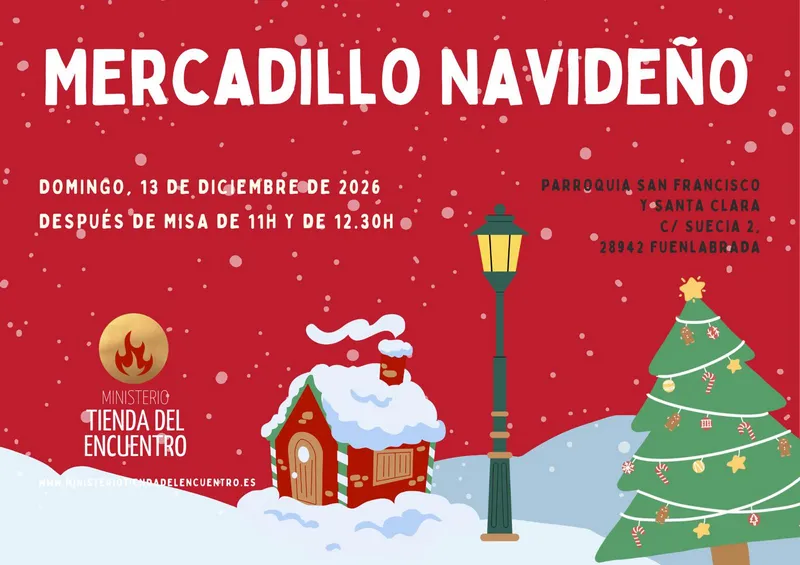 MERCADILLO NAVIDEÑO
DOMINGO, 13 DE DICIEMBRE DE 2026
DESPUÉS DE MISA DE 11H Y DE 12.30H
PARROQUIA SAN FRANCISCO
Y SANTA CLARA
C/ SUECIA 2,
28942 FUENLABRADA
MINISTERIO
TIENDA DEL
ENCUENTRO
WWW.MINISTERIOTIENDADELENCUENTRO.ES